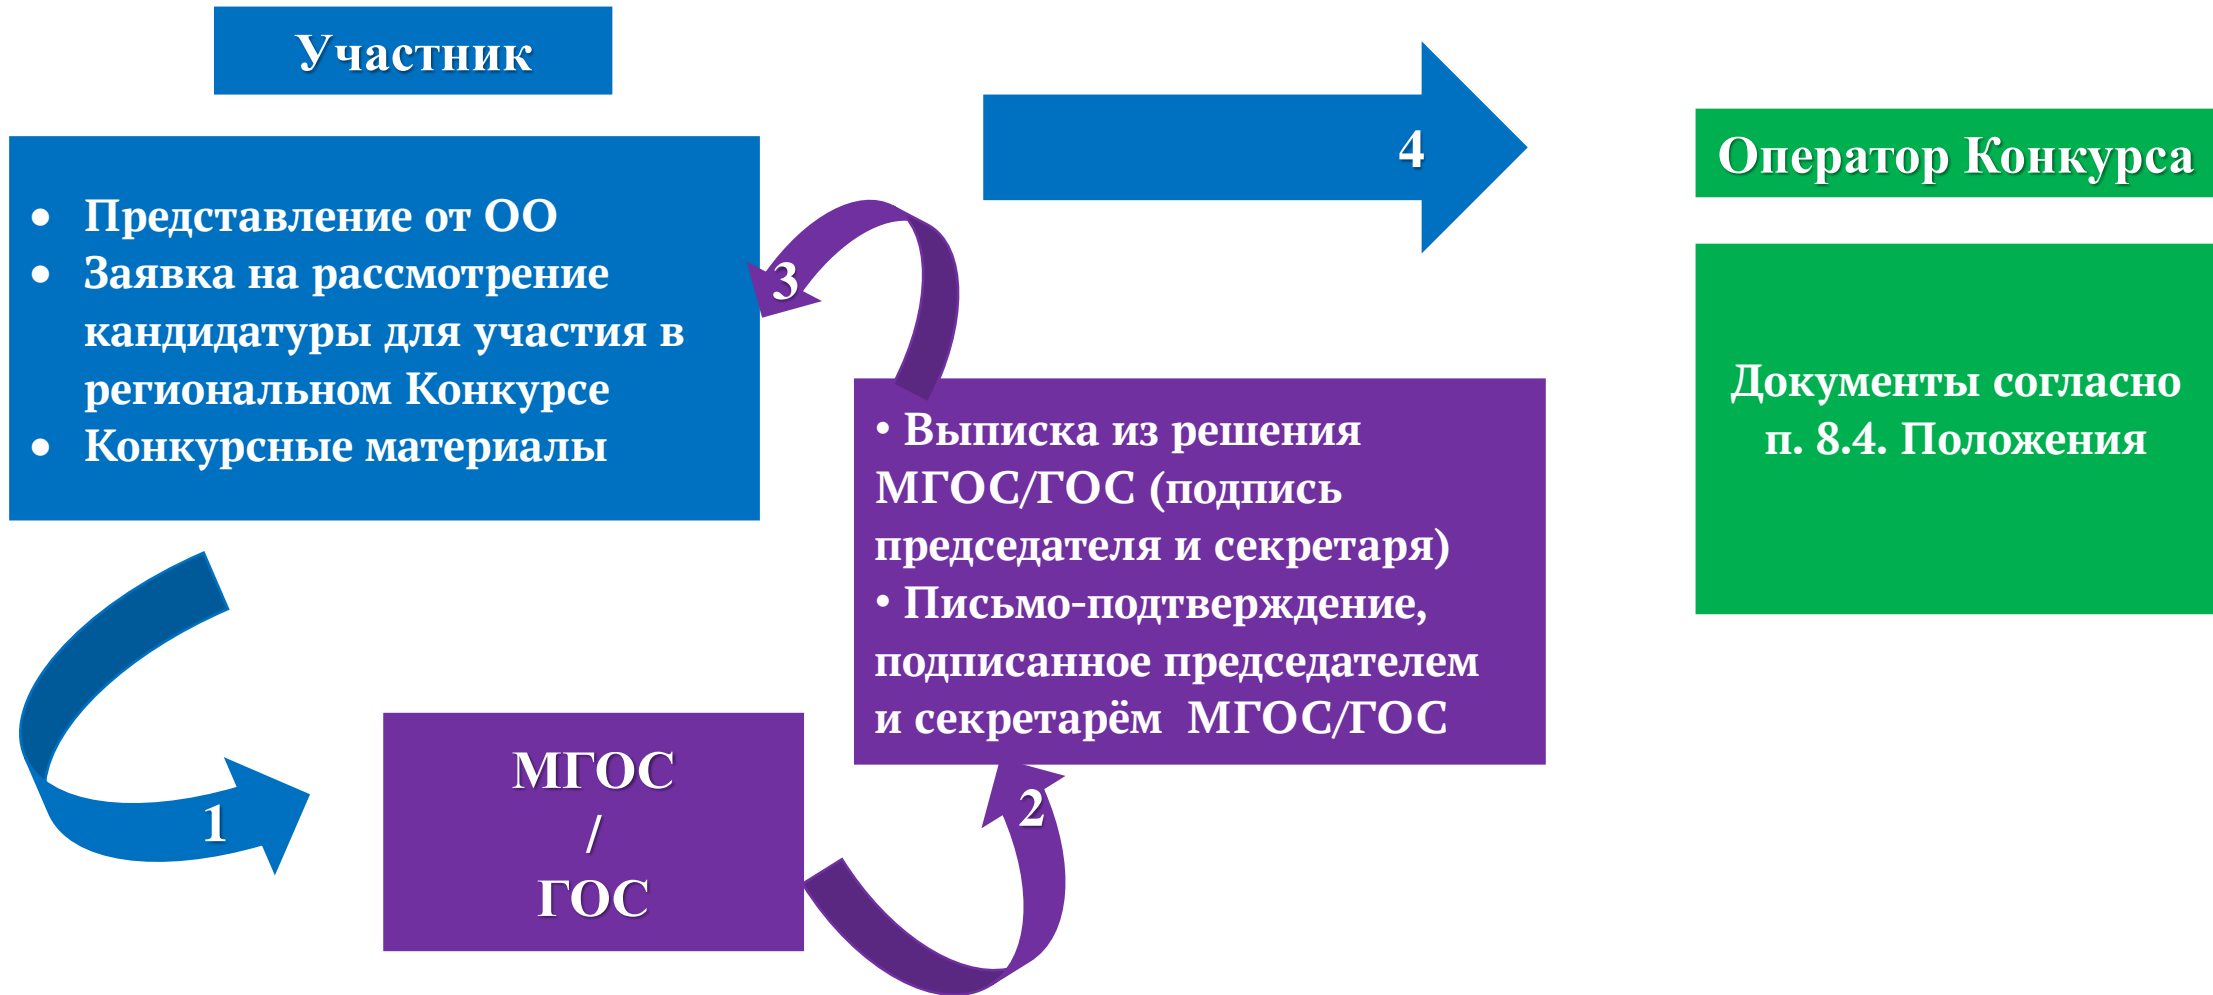 Участник
• Представление от ОО
• Заявка на рассмотрение
кандидатуры для участия в
региональном Конкурсе
• Конкурсные материалы
1
МГОС
/
ГОС
2
• Выписка из решения
МГОС/ГОС (подпись
председателя и секретаря)
• Письмо-подтверждение,
подписанное председателем
и секретарём  МГОС/ГОС
3
4
Оператор Конкурса
Документы согласно
п. 8.4. Положения